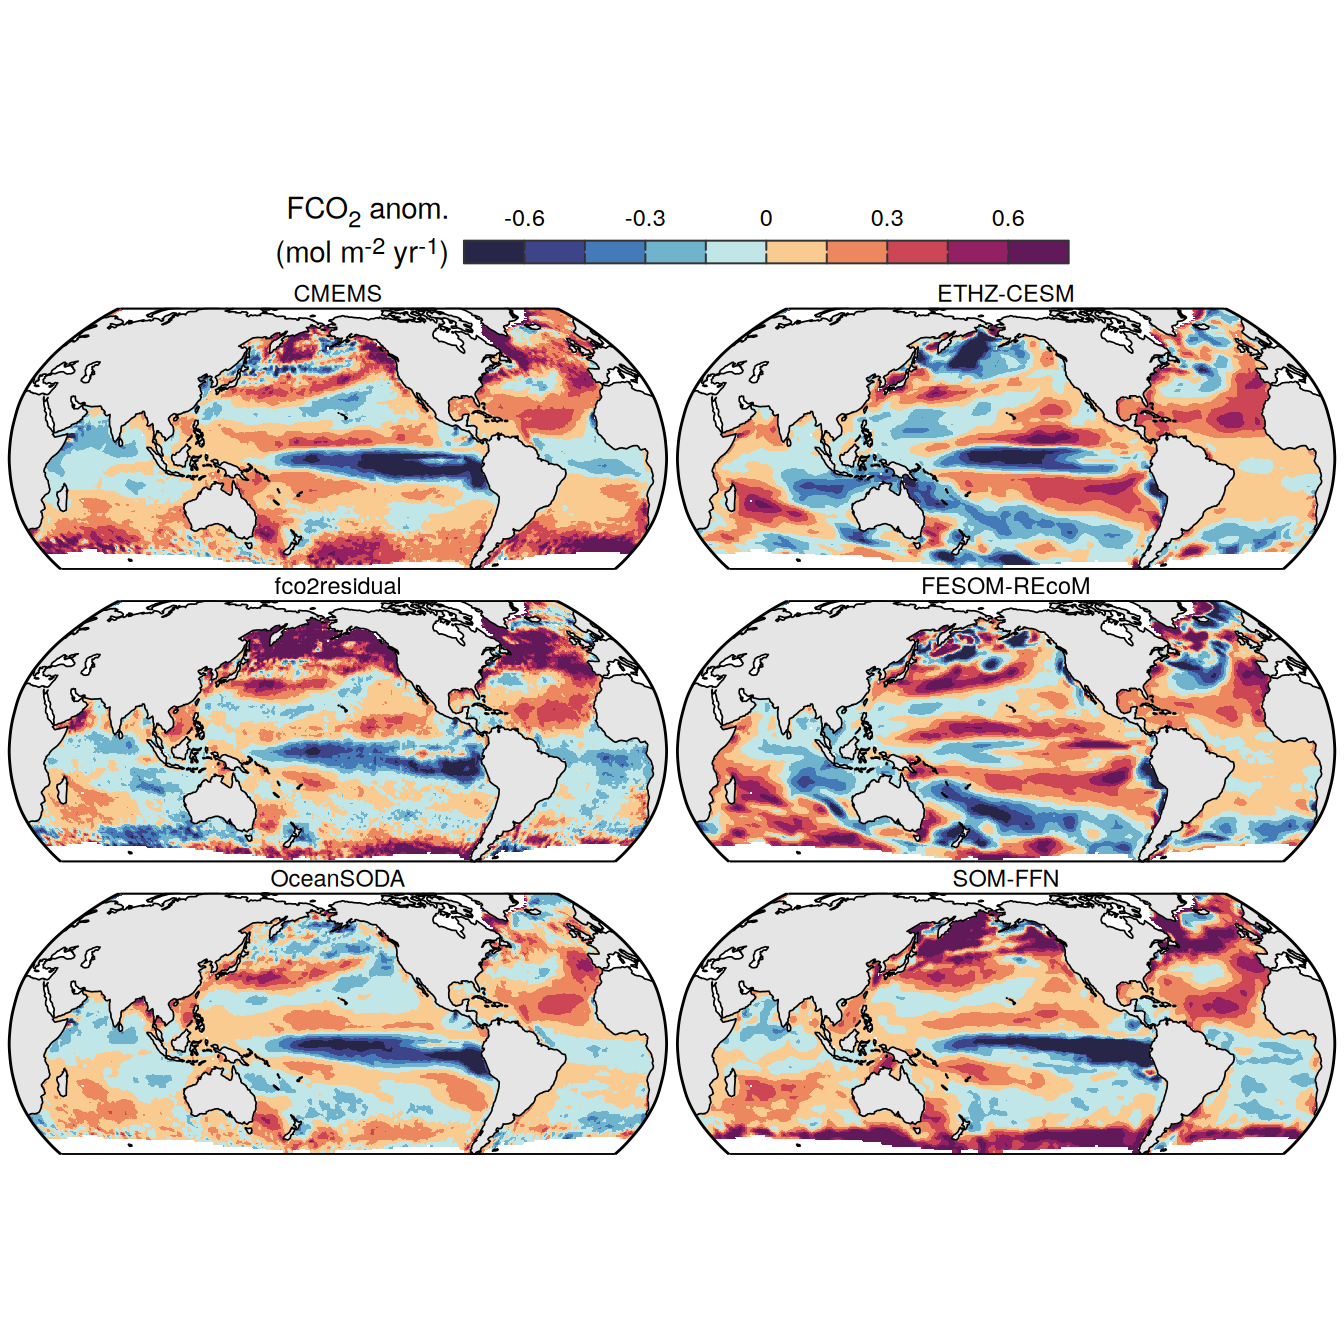 FCO2 anom.
(mol m-2 yr-1)
-0.6 -0.3 0 0.3 0.6
CMEMS
ETHZ-CESM
fco2residual
FESOM-REcoM
OceanSODA
SOM-FFN